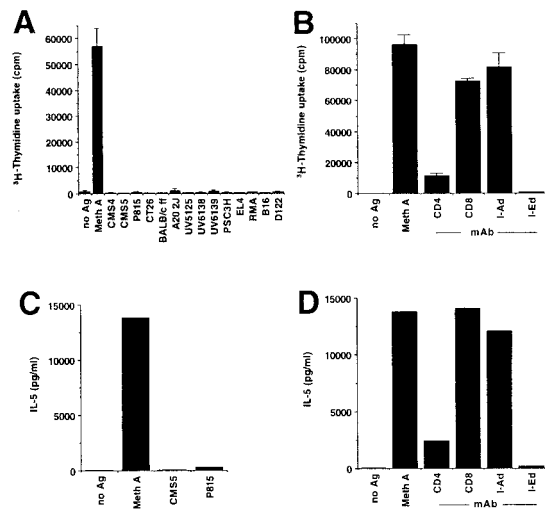 A
³H-Thymidine uptake (cpm)
70000
60000
50000
40000
30000
20000
10000
0
no Ag
Meth A
CMS4
CMS5
P815
CT26
BALB/c ff
A20 2J
UV5125
UV6138
UV6139
PSC3H
EL4
RMA
B16
D122
B
³H-Thymidine uptake (cpm)
100000
80000
60000
40000
20000
0
no Ag
Meth A
CD4
CD8
I-Ad
I-Ed
mAb
C
IL-5 (pg/ml)
15000
10000
5000
0
no Ag
Meth A
CMS5
P815
D
IL-5 (pg/ml)
15000
10000
5000
0
no Ag
Meth A
CD4
CD8
I-Ad
I-Ed
mAb